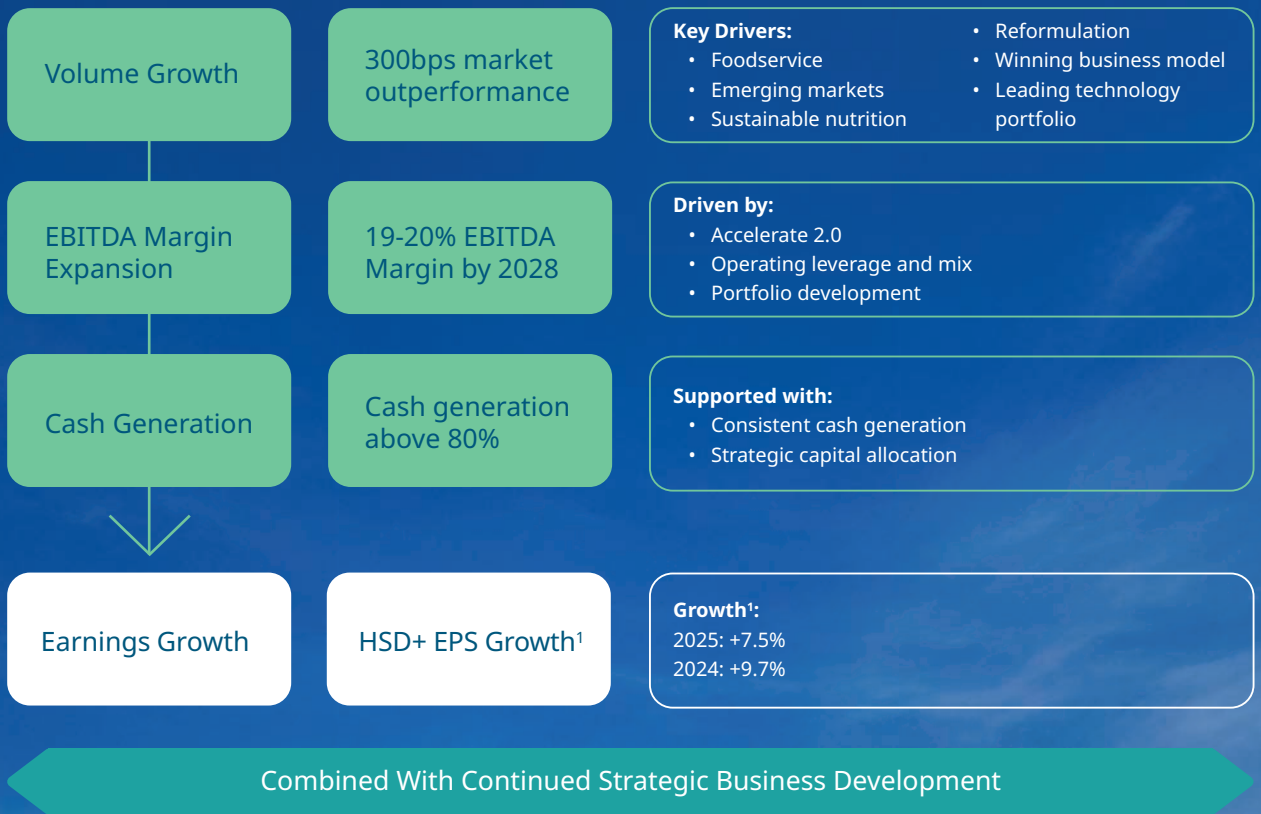 Volume Growth
300bps market
outperformance
Key Drivers:
• Foodservice
• Emerging markets
• Sustainable nutrition
• Reformulation
• Winning business model
• Leading technology
portfolio
EBITDA Margin
Expansion
19-20% EBITDA
Margin by 2028
Driven by:
• Accelerate 2.0
• Operating leverage and mix
• Portfolio development
Cash Generation
Cash generation
above 80%
Supported with:
• Consistent cash generation
• Strategic capital allocation
Earnings Growth
HSD+ EPS Growth¹
Growth¹:
2025: +7.5%
2024: +9.7%
Combined With Continued Strategic Business Development